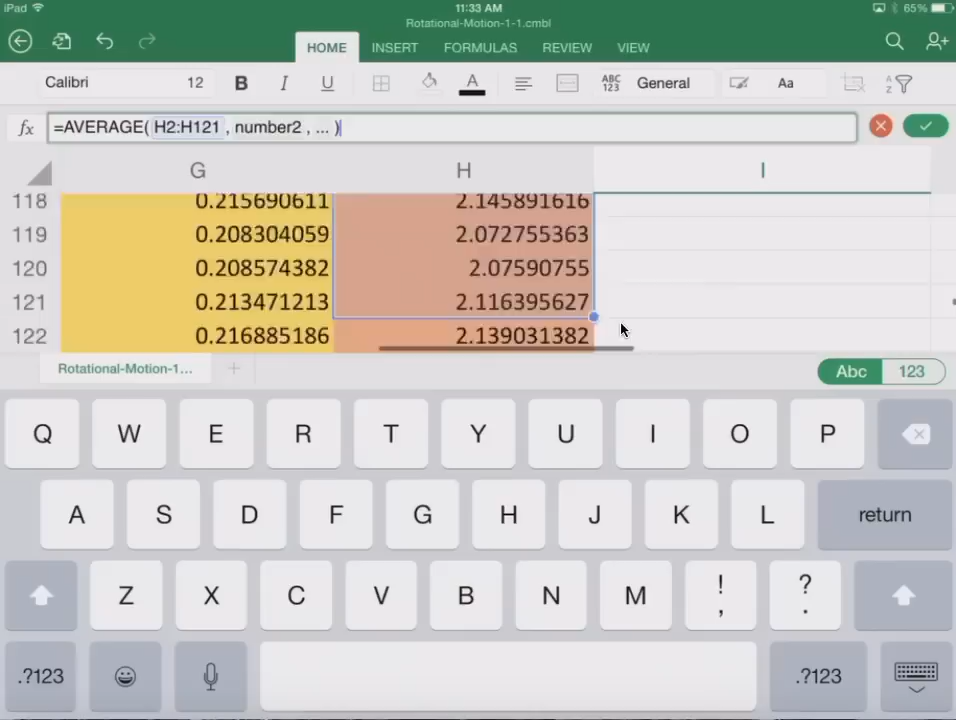 iPad
11:33 AM
65%
Rotational-Motion-1-1.cmbl
HOME INSERT FORMULAS REVIEW VIEW
Calibri 12 B I U A ABC 123 General Aa A Z
fx =AVERAGE( H2:H121 , number2 , ... )
G H I
118 0.215690611 2.145891616
119 0.208304059 2.072755363
120 0.208574382 2.07590755
121 0.213471213 2.116395627
122 0.216885186 2.139031382
Rotational-Motion-1... + Abc 123
Q W E R T Y U I O P
A S D F G H J K L return
Z X C V B N M ! , ? .
.?123 .?123